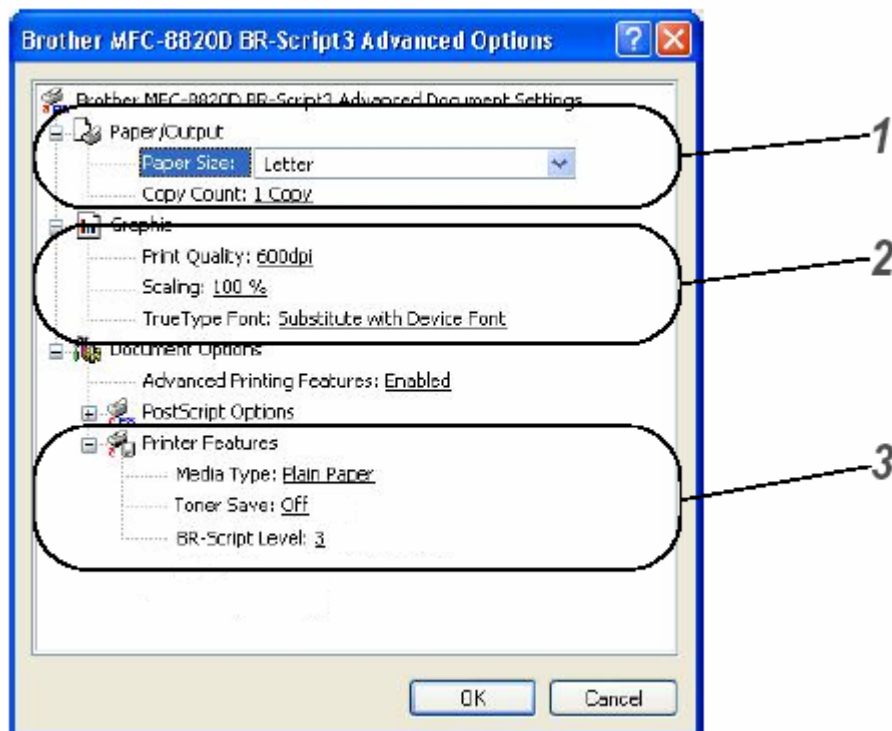 Brother MFC-8820D BR-Script3 Advanced Options
Brother MFC-8820D BR-Script3 Advanced Document Settings
Paper/Output
1
Paper Size: Letter
Copy Count: 1 Copy
Graphic
Print Quality: 600dpi
2
Scaling: 100 %
TrueType Font: Substitute with Device Font
Document Options
Advanced Printing Features: Enabled
PostScript Options
Printer Features
3
Media Type: Plain Paper
Toner Save: Off
BR-Script Level: 3
OK Cancel